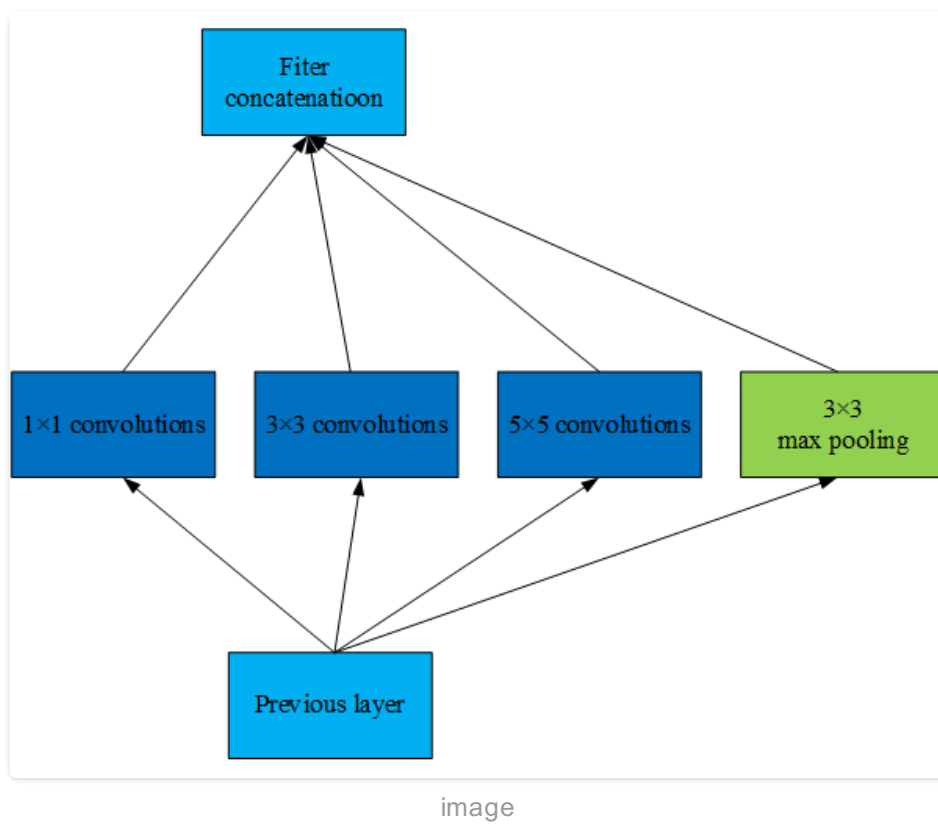 Fiter
concatenatioon
1×1 convolutions
3×3 convolutions
5×5 convolutions
3×3
max pooling
Previous layer
image